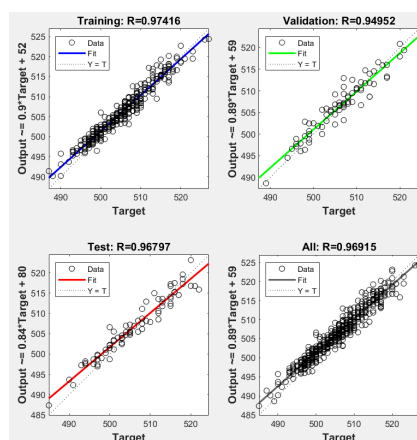 Training: R=0.97416
Output ~= 0.9*Target + 52
525
520
515
510
505
500
495
490
Data
Fit
Y = T
490 500 510 520
Target
Validation: R=0.94952
Output ~= 0.89*Target + 59
525
520
515
510
505
500
495
490
Data
Fit
Y = T
490 500 510 520
Target
Test: R=0.96797
Output ~= 0.84*Target + 80
520
515
510
505
500
495
490
485
Data
Fit
Y = T
490 500 510 520
Target
All: R=0.96915
Output ~= 0.89*Target + 59
525
520
515
510
505
500
495
490
485
Data
Fit
Y = T
490 500 510 520
Target